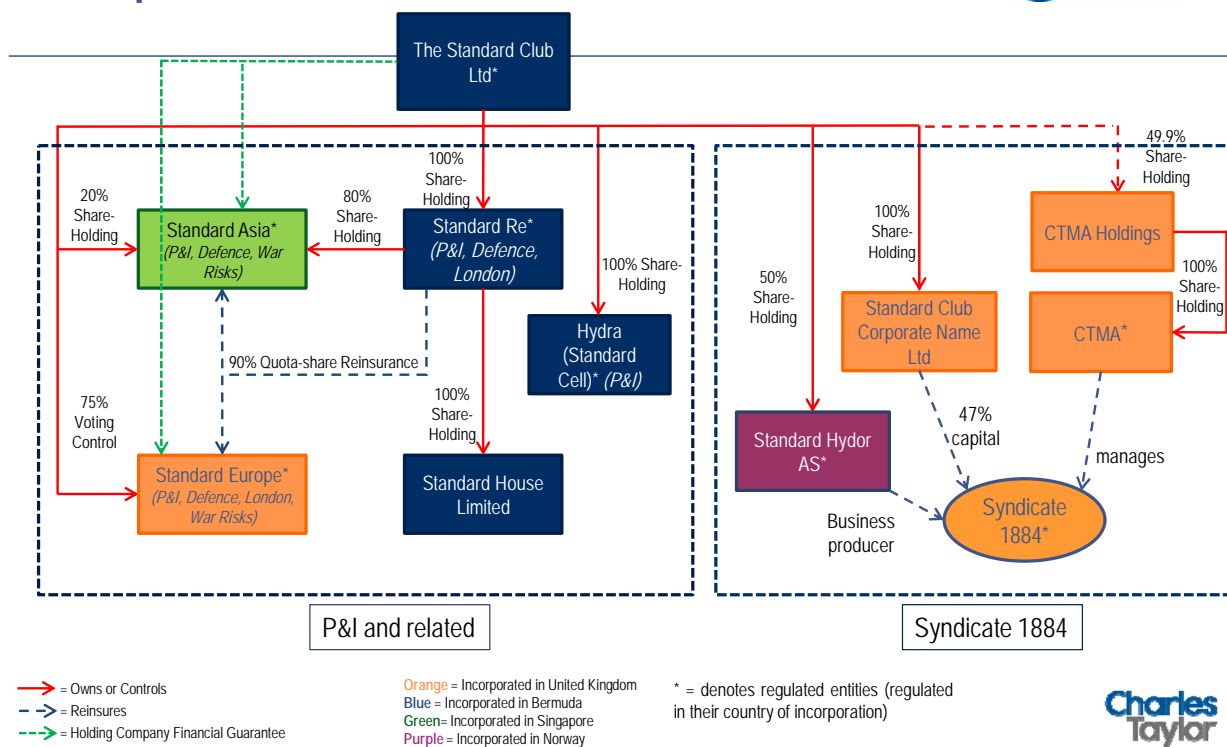 The Standard Club
Ltd*
49.9%
Share-
Holding
100%
Share-
Holding
20%
Share-
Holding
80%
Share-
Holding
Standard Asia*
(P&I, Defence, War
Risks)
Standard Re*
(P&I, Defence,
London)
100% Share-
Holding
100%
Share-
Holding
CTMA Holdings
50%
Share-
Holding
100%
Share-
Holding
Hydra
(Standard
Cell)* (P&I)
Standard Club
Corporate Name
Ltd
CTMA*
90% Quota-share Reinsurance
75%
Voting
Control
100%
Share-
Holding
47%
capital
manages
Standard Europe*
(P&I, Defence, London,
War Risks)
Standard House
Limited
Standard Hydor
AS*
Business
producer
Syndicate
1884*
P&I and related
Syndicate 1884
= Owns or Controls
= Reinsures
= Holding Company Financial Guarantee
Orange = Incorporated in United Kingdom
Blue = Incorporated in Bermuda
Green= Incorporated in Singapore
Purple = Incorporated in Norway
* = denotes regulated entities (regulated
in their country of incorporation)
Charles
Taylor